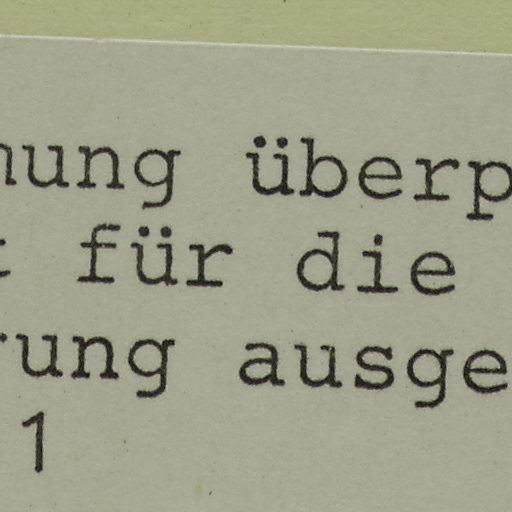 nung überp
t für die
rung ausge
1